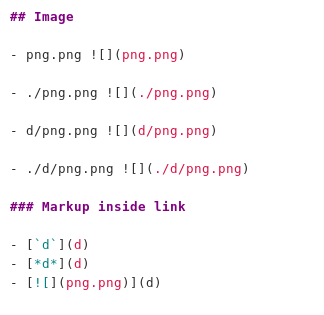 ## Image
- png.png ![](png.png)
- ./png.png ![](./png.png)
- d/png.png ![](d/png.png)
- ./d/png.png ![](./d/png.png)
### Markup inside link
- [`d`](d)
- [*d*](d)
- [![](png.png)](d)